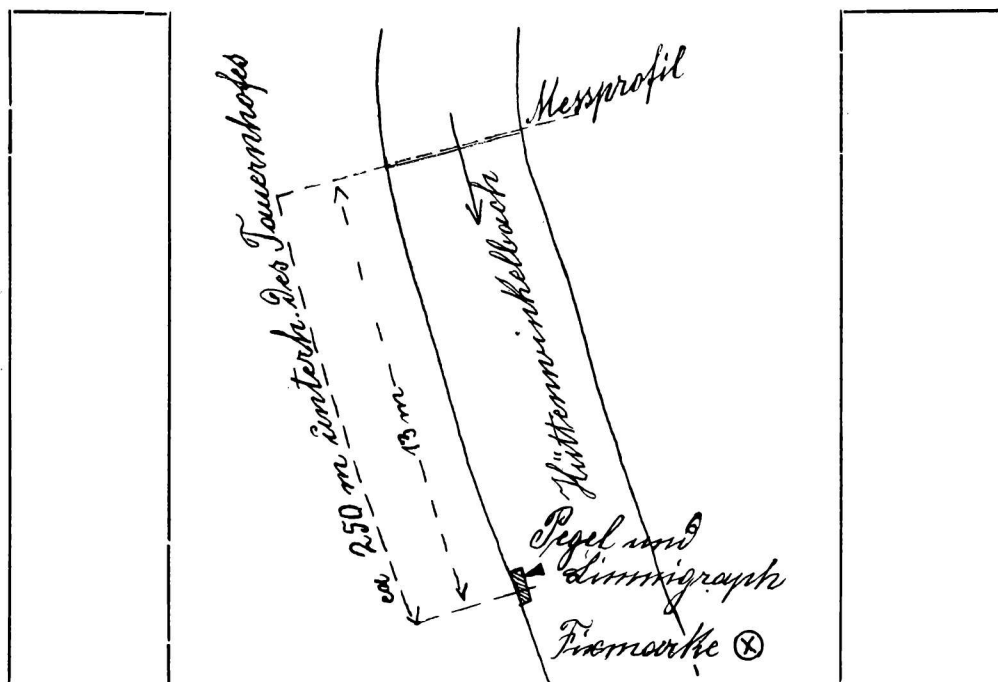 Messprofil
ca 250 m unterh. des Tauernhofes
13 m
Hüttenwinkelbach
Pegel und
Limnigraph
Fixmarke